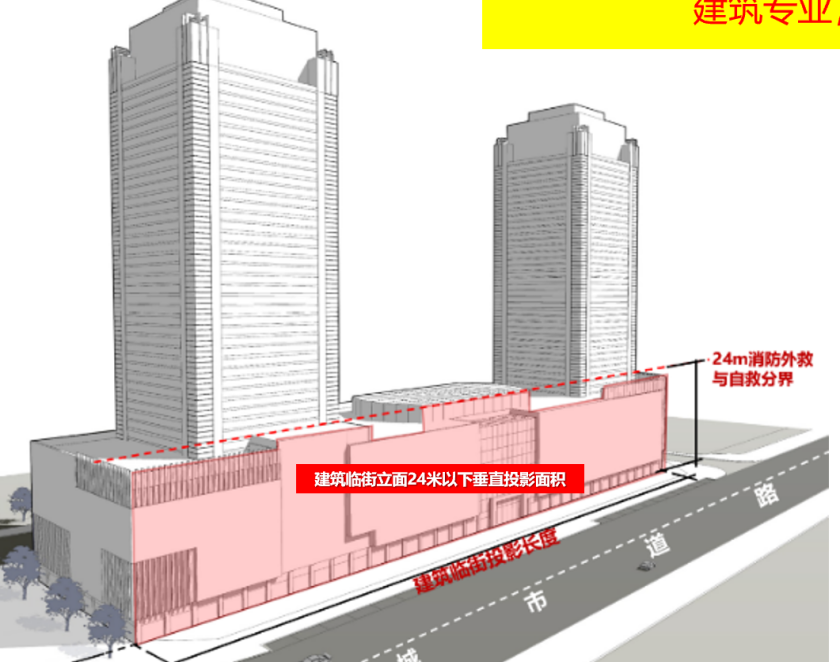 建筑专业
24m消防外救
与自救分界
建筑临街立面24米以下垂直投影面积
建筑临街投影长度
城市道路